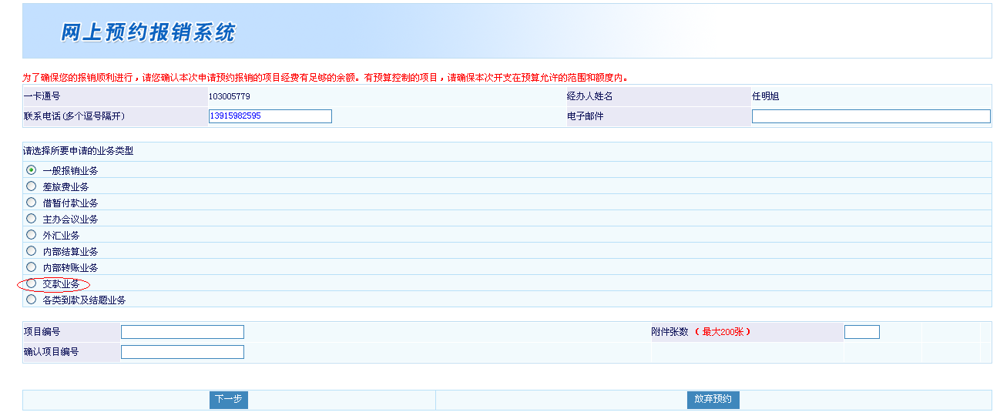 网上预约报销系统
为了确保您的报销顺利进行，请您确认本次申请预约报销的项目经费有足够的余额。有预算控制的项目，请确保本次开支在预算允许的范围和额度内。
一卡通号 103005779 经办人姓名 任明旭
联系电话(多个逗号隔开) 13915982595 电子邮件
请选择所要申请的业务类型
一般报销业务
差旅费业务
借暂付款业务
主办会议业务
外汇业务
内部结算业务
内部转账业务
交款业务
各类到款及结题业务
项目编号 附件张数（最大200张）
确认项目编号
下一步 放弃预约